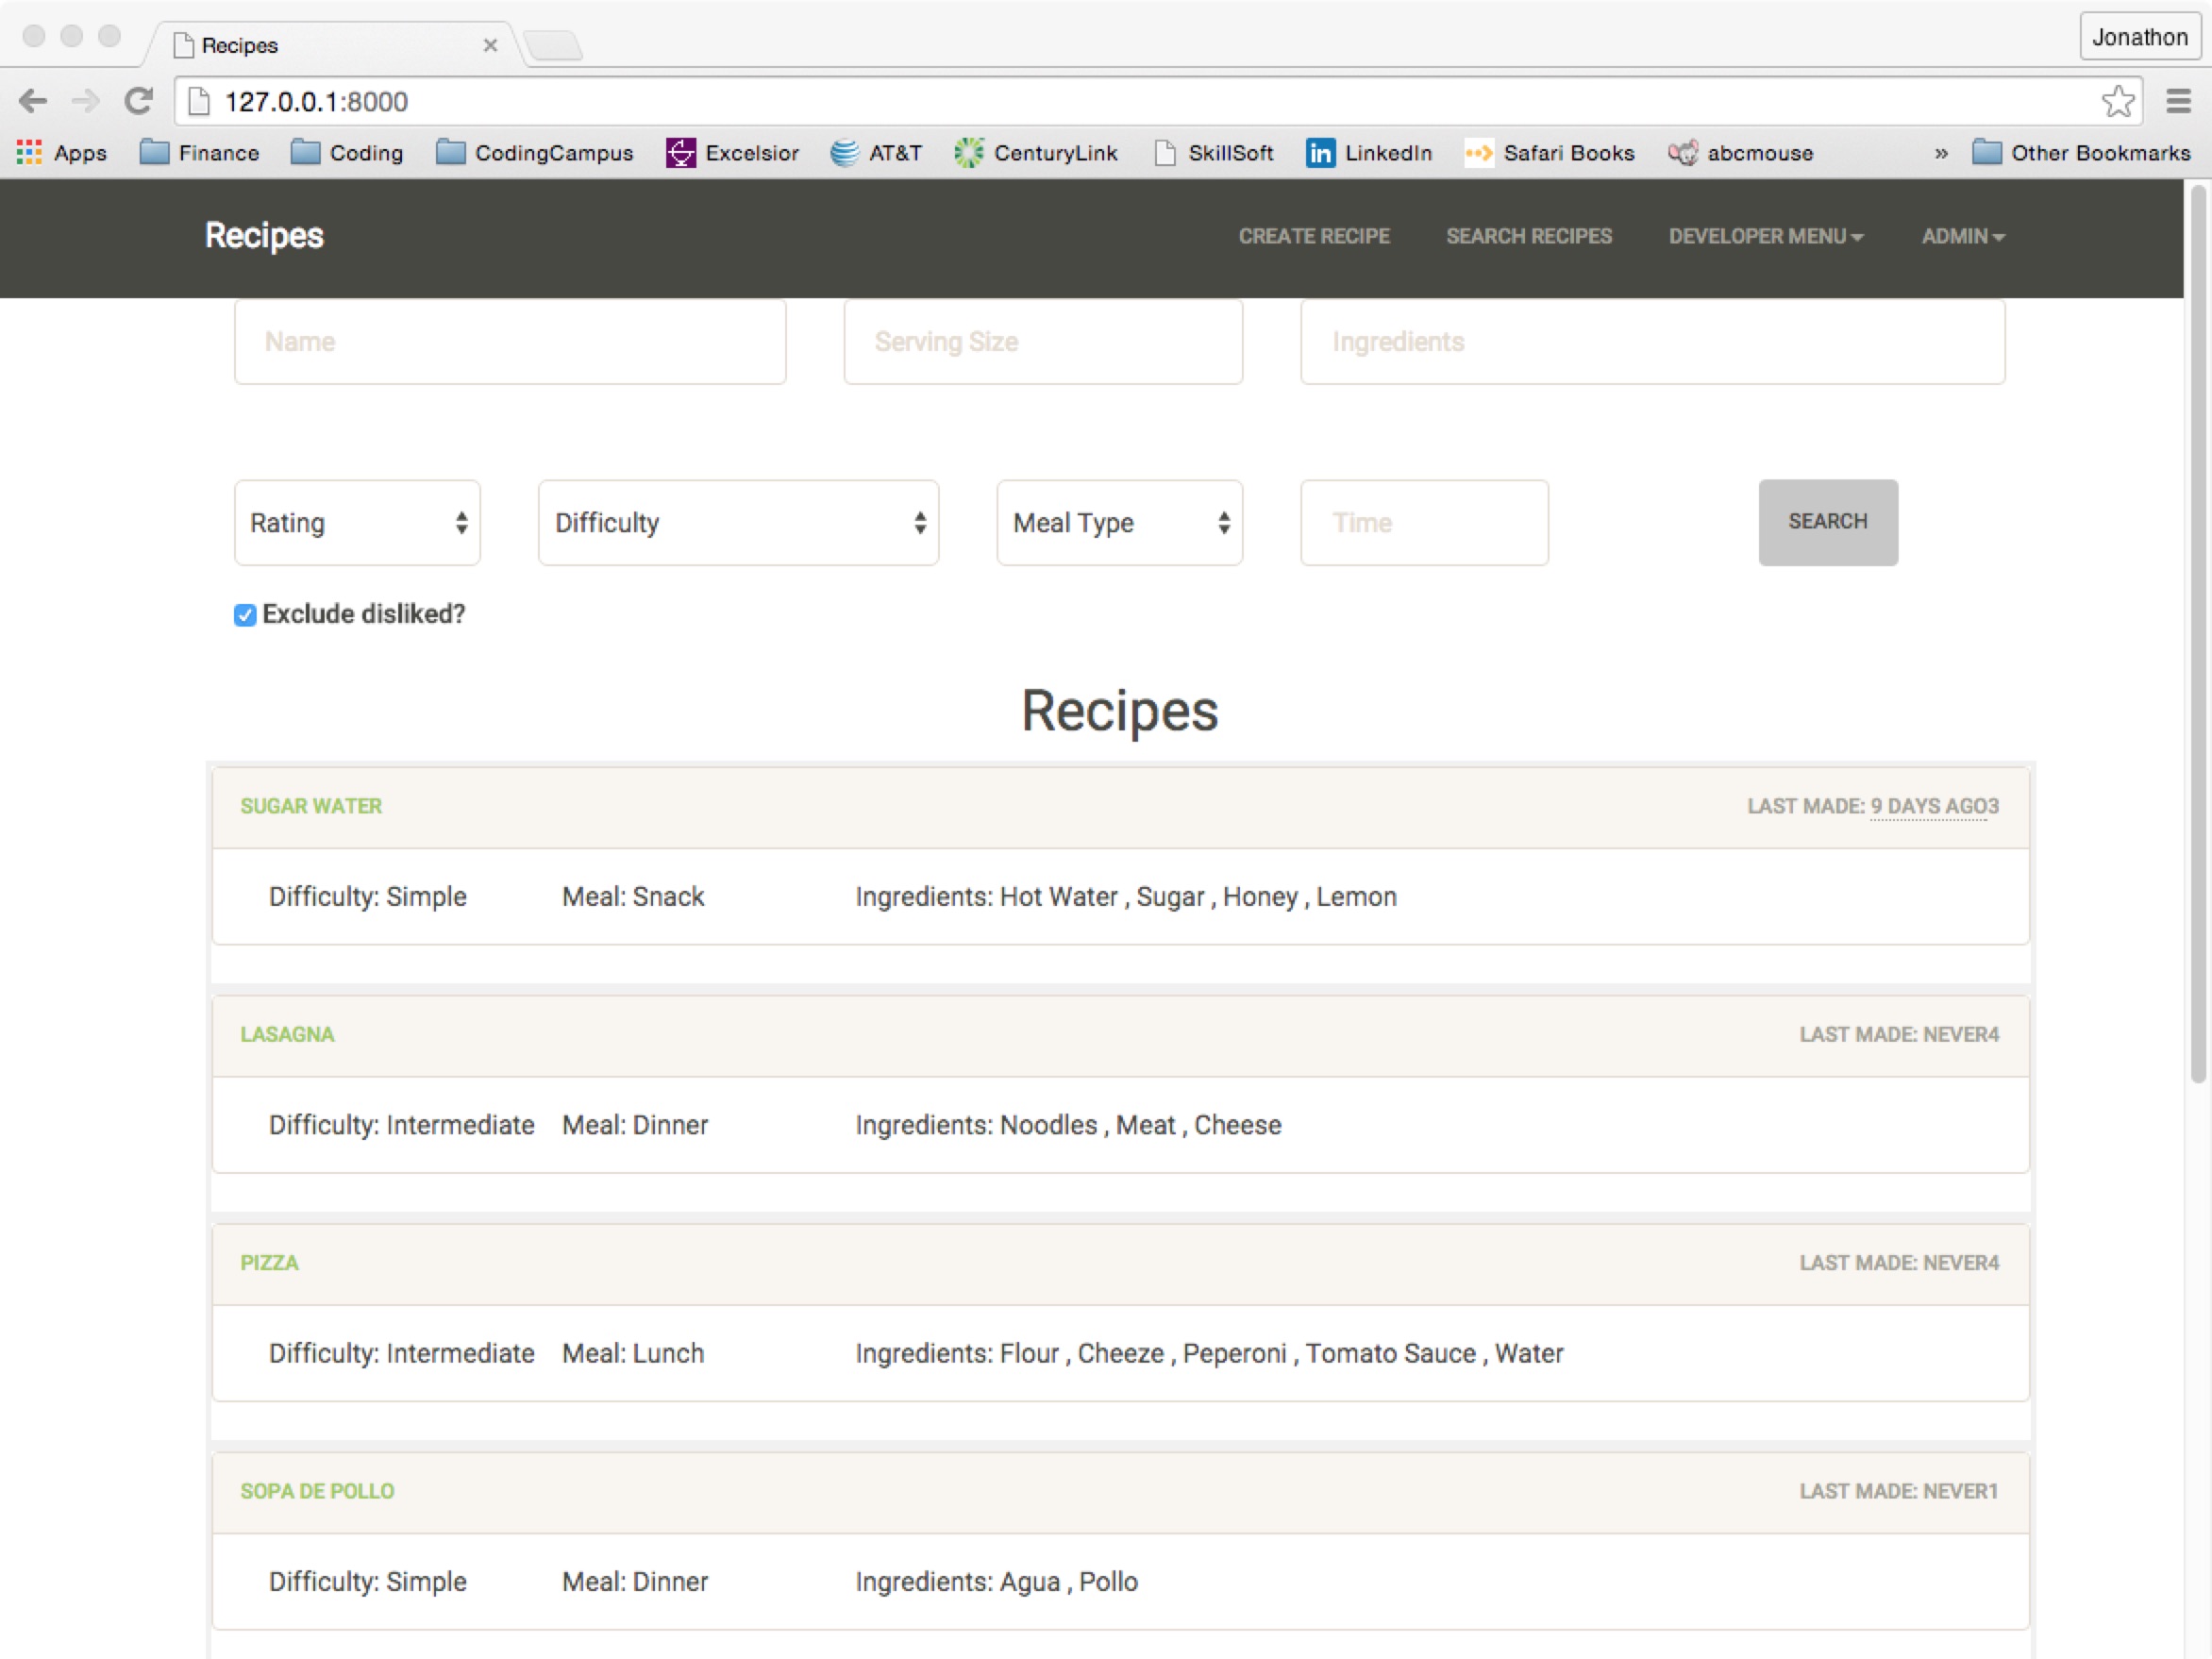 Recipes
Jonathon
127.0.0.1:8000
Apps Finance Coding CodingCampus Excelsior AT&T CenturyLink SkillSoft LinkedIn Safari Books abcmouse » Other Bookmarks
Recipes CREATE RECIPE SEARCH RECIPES DEVELOPER MENU ADMIN
Name Serving Size Ingredients
Rating Difficulty Meal Type Time SEARCH
Exclude disliked?
Recipes
SUGAR WATER LAST MADE: 9 DAYS AGO3
Difficulty: Simple Meal: Snack Ingredients: Hot Water , Sugar , Honey , Lemon
LASAGNA LAST MADE: NEVER4
Difficulty: Intermediate Meal: Dinner Ingredients: Noodles , Meat , Cheese
PIZZA LAST MADE: NEVER4
Difficulty: Intermediate Meal: Lunch Ingredients: Flour , Cheeze , Peperoni , Tomato Sauce , Water
SOPA DE POLLO LAST MADE: NEVER1
Difficulty: Simple Meal: Dinner Ingredients: Agua , Pollo